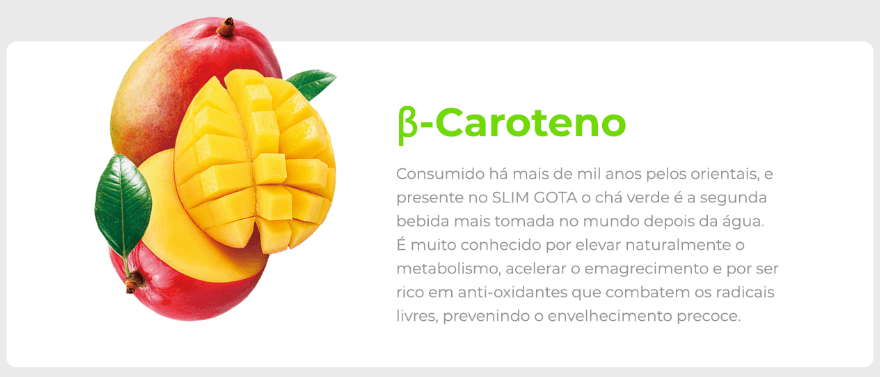 β-Caroteno
Consumido há mais de mil anos pelos orientais, e
presente no SLIM GOTA o chá verde é a segunda
bebida mais tomada no mundo depois da água.
É muito conhecido por elevar naturalmente o
metabolismo, acelerar o emagrecimento e por ser
rico em anti-oxidantes que combatem os radicais
livres, prevenindo o envelhecimento precoce.